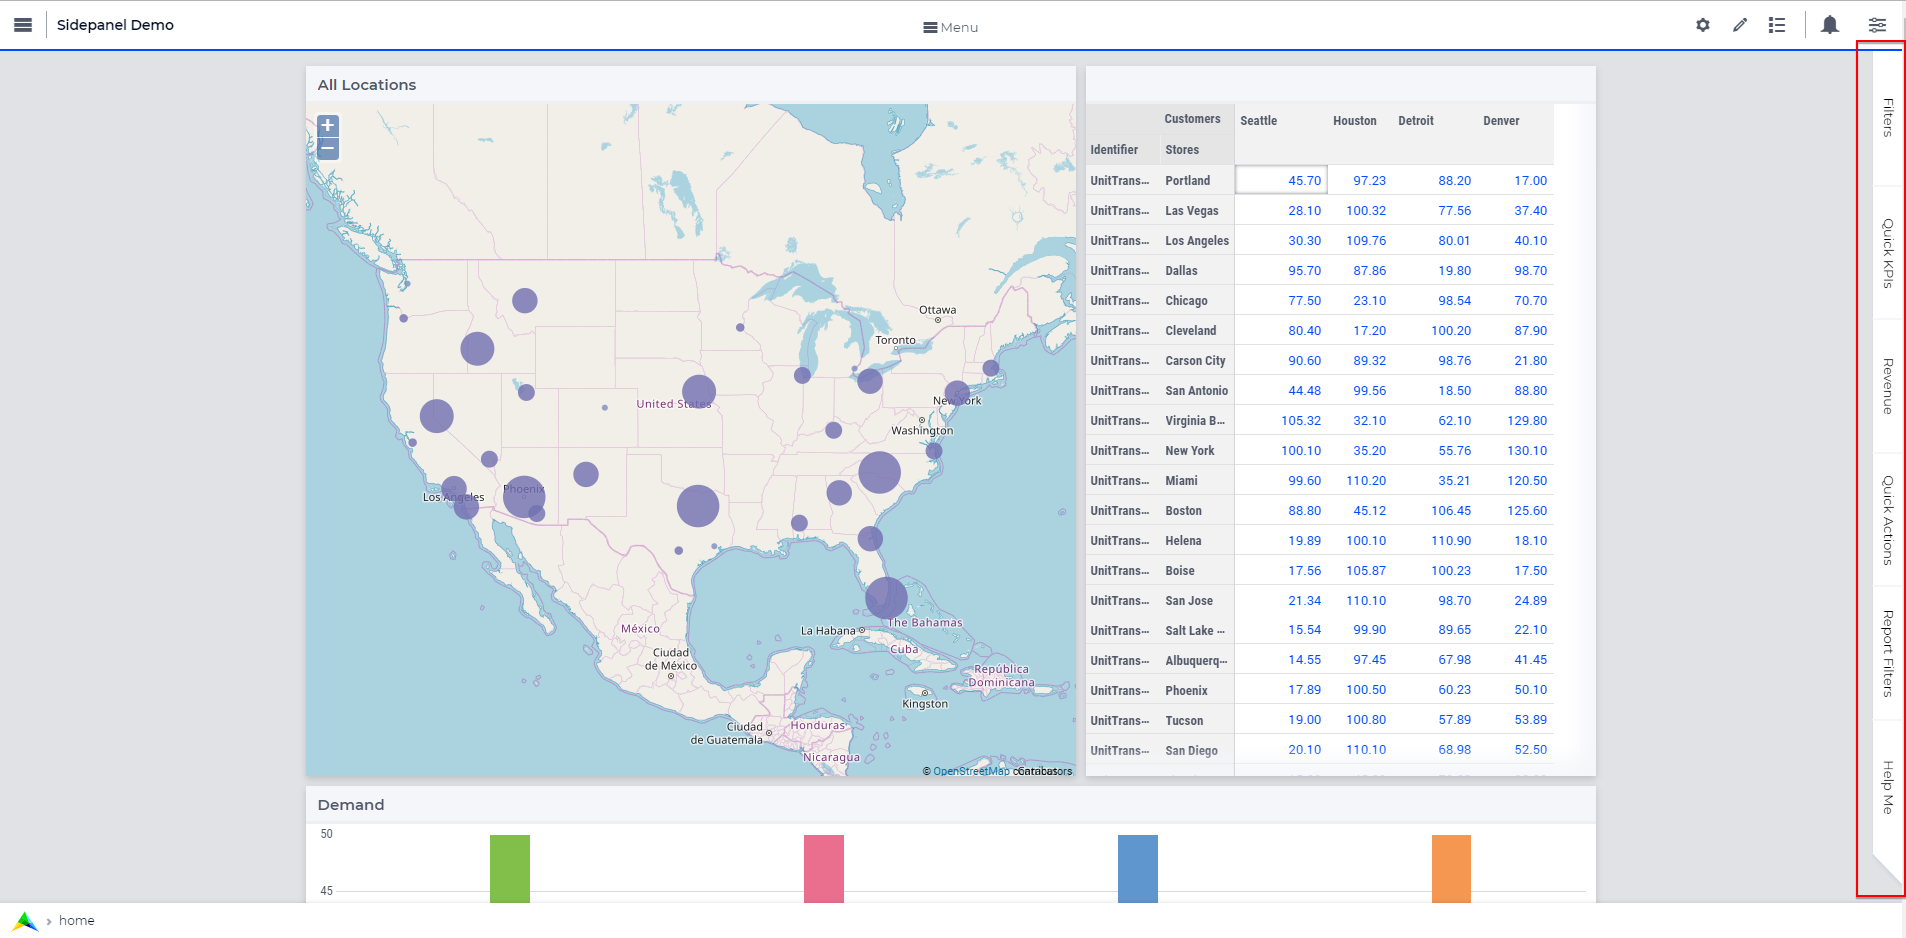 Sidepanel Demo
Menu
All Locations
+
−
Ottawa
Toronto
United States
New York
Washington
Los Angeles
Phoenix
La Habana
The Bahamas
México
Cuba
Ciudad
de México
República
Dominicana
Kingston
Ciudad
de Guatemala
Honduras
Nicaragua
© OpenStreetMap contributors
Customers Seattle Houston Detroit Denver
Identifier Stores
UnitTrans... Portland 45.70 97.23 88.20 17.00
UnitTrans... Las Vegas 28.10 100.32 77.56 37.40
UnitTrans... Los Angeles 30.30 109.76 80.01 40.10
UnitTrans... Dallas 95.70 87.86 19.80 98.70
UnitTrans... Chicago 77.50 23.10 98.54 70.70
UnitTrans... Cleveland 80.40 17.20 100.20 87.90
UnitTrans... Carson City 90.60 89.32 98.76 21.80
UnitTrans... San Antonio 44.48 99.56 18.50 88.80
UnitTrans... Virginia B... 105.32 32.10 62.10 129.80
UnitTrans... New York 100.10 35.20 55.76 130.10
UnitTrans... Miami 99.60 110.20 35.21 120.50
UnitTrans... Boston 88.80 45.12 106.45 125.60
UnitTrans... Helena 19.89 100.10 110.90 18.10
UnitTrans... Boise 17.56 105.87 100.23 17.50
UnitTrans... San Jose 21.34 110.10 98.70 24.89
UnitTrans... Salt Lake ... 15.54 99.90 89.65 22.10
UnitTrans... Albuquerq... 14.55 97.45 67.98 41.45
UnitTrans... Phoenix 17.89 100.50 60.23 50.10
UnitTrans... Tucson 19.00 100.80 57.89 53.89
UnitTrans... San Diego 20.10 110.10 68.98 52.50
Filters
Quick KPIs
Revenue
Quick Actions
Report Filters
Help Me
Demand
50
45
home